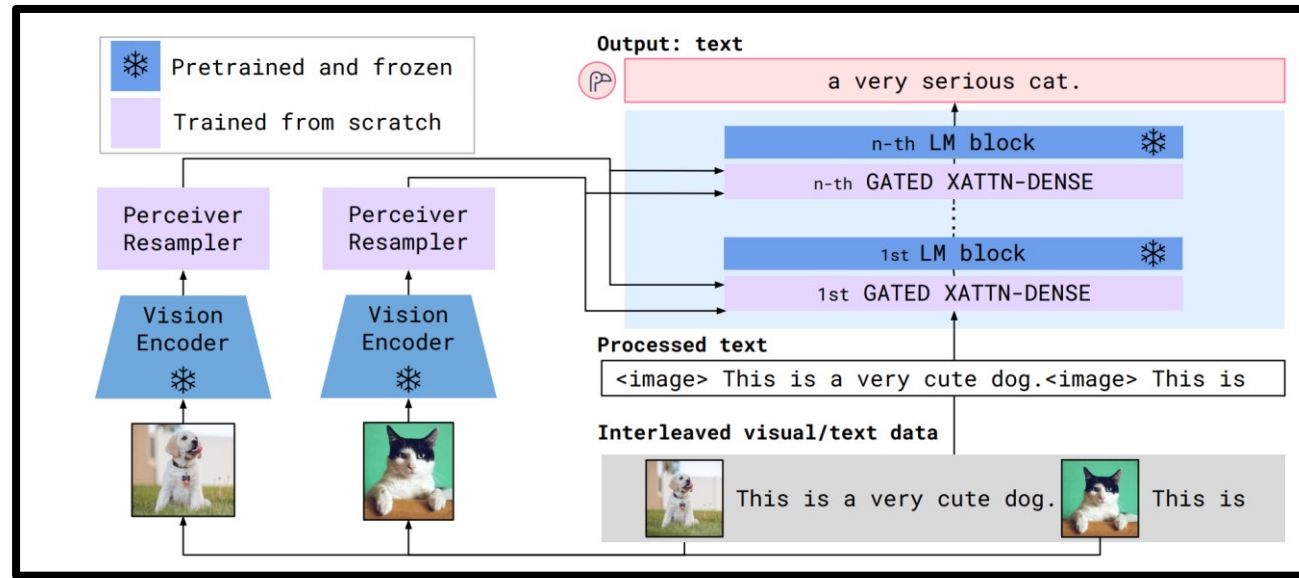 Pretrained and frozen
Trained from scratch
Perceiver
Resampler
Perceiver
Resampler
Vision
Encoder
Vision
Encoder
Output: text
a very serious cat.
n-th LM block
n-th GATED XATTN-DENSE
1st LM block
1st GATED XATTN-DENSE
Processed text
<image> This is a very cute dog.<image> This is
Interleaved visual/text data
This is a very cute dog.
This is